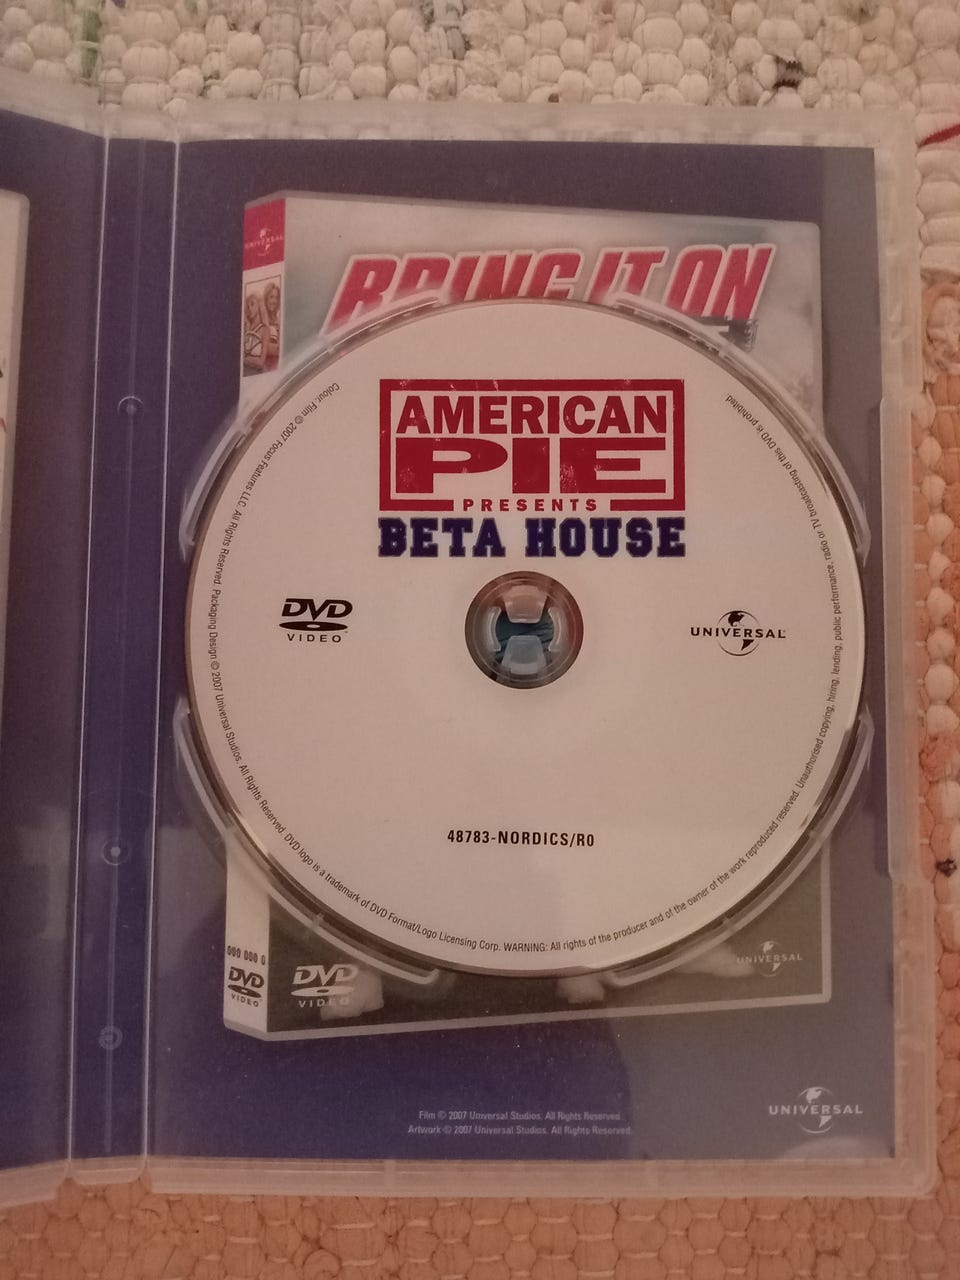 UNIVERSAL
BRING IT ON
AMERICAN
PIE
PRESENTS
BETA HOUSE
DVD
VIDEO
UNIVERSAL
48783-NORDICS/R0
Colour. Film © 2007 Focus Features LLC. All Rights Reserved. Packaging Design © 2007 Universal Studios. All Rights Reserved. DVD logo is a trademark of DVD Format/Logo Licensing Corp. WARNING: All rights of the producer and of the owner of the work reproduced reserved. Unauthorised copying, hiring, lending, public performance, radio or TV broadcasting of this DVD is prohibited
000 000 0
DVD
VIDEO
DVD
VIDEO
UNIVERSAL
Film © 2007 Universal Studios. All Rights Reserved.
Artwork © 2007 Universal Studios. All Rights Reserved.
UNIVERSAL